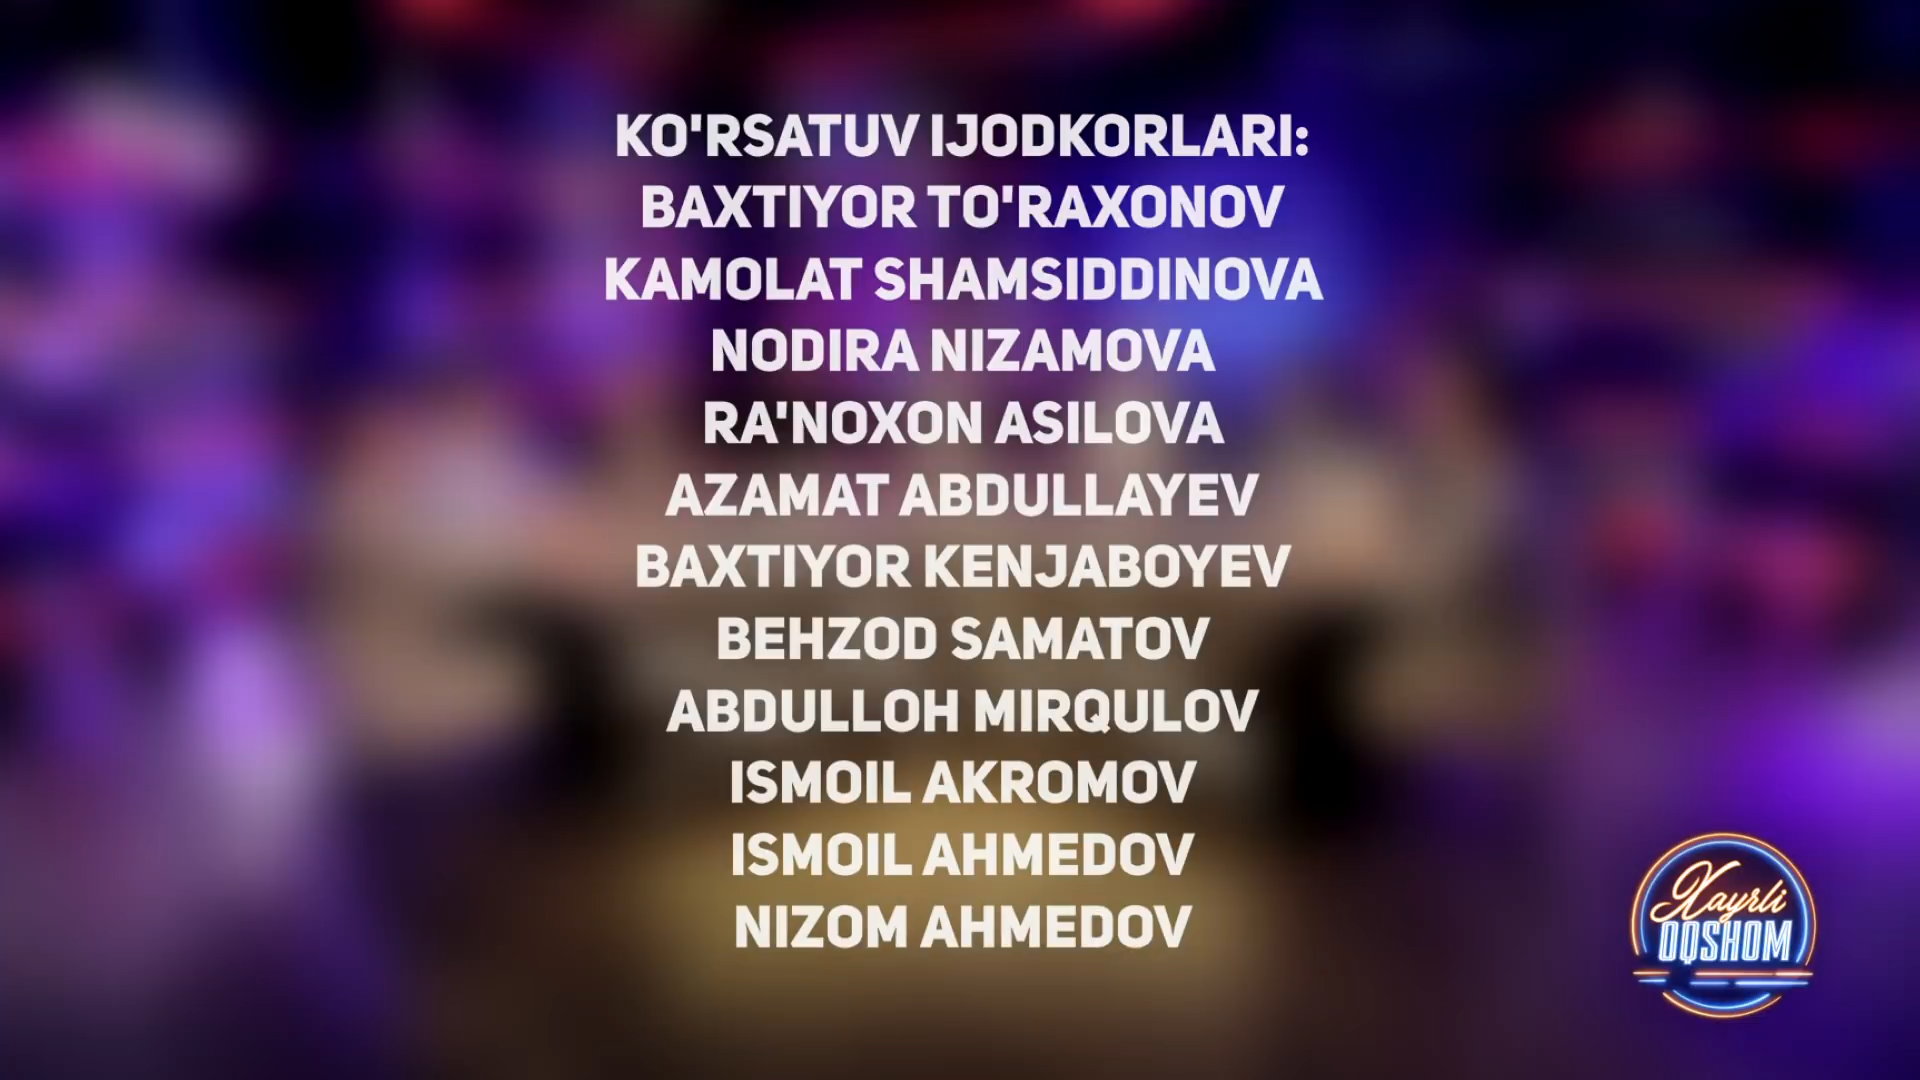 KO'RSATUV IJODKORLARI:
BAXTIYOR TO'RAXONOV
KAMOLAT SHAMSIDDINOVA
NODIRA NIZAMOVA
RA'NOXON ASILOVA
AZAMAT ABDULLAYEV
BAXTIYOR KENJABOYEV
BEHZOD SAMATOV
ABDULLOH MIRQULOV
ISMOIL AKROMOV
ISMOIL AHMEDOV
NIZOM AHMEDOV
Xayrli
OQSHOM